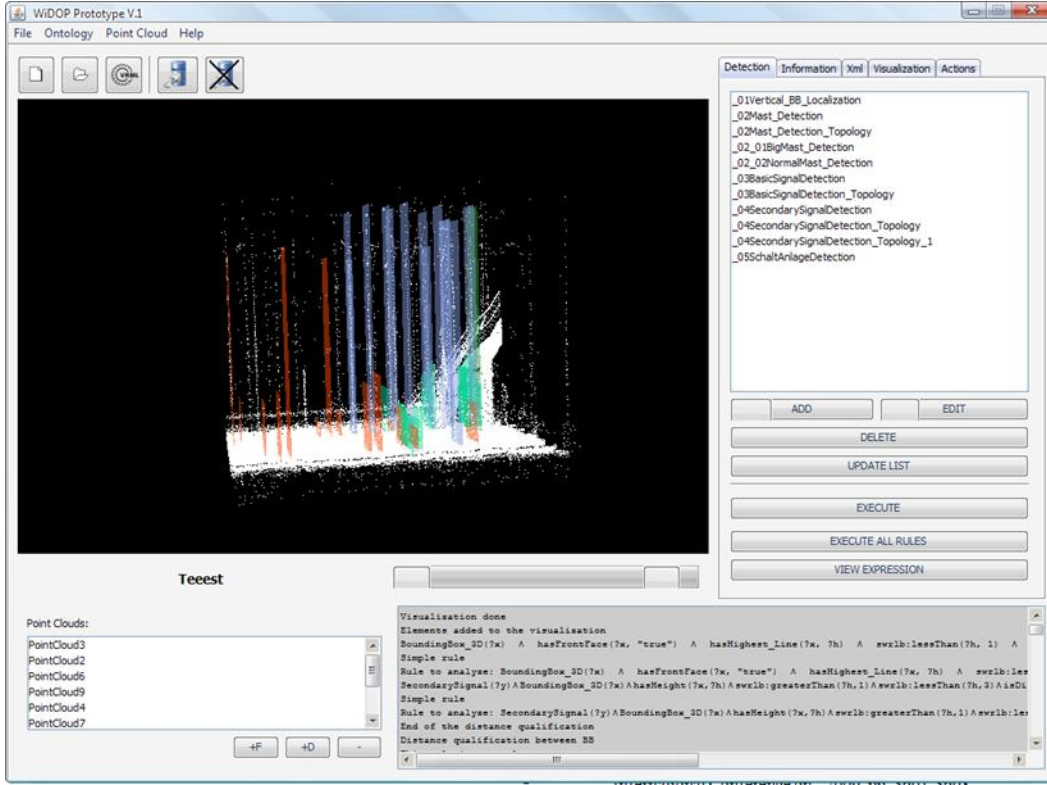 WiDOP Prototype V.1
File Ontology Point Cloud Help
VRML
Detection Information Xml Visualization Actions
_01Vertical_BB_Localization
_02Mast_Detection
_02Mast_Detection_Topology
_02_01BigMast_Detection
_02_02NormalMast_Detection
_03BasicSignalDetection
_03BasicSignalDetection_Topology
_04SecondarySignalDetection
_04SecondarySignalDetection_Topology
_04SecondarySignalDetection_Topology_1
_05SchaltAnlageDetection
ADD EDIT
DELETE
UPDATE LIST
EXECUTE
EXECUTE ALL RULES
VIEW EXPRESSION
Teeest
Point Clouds:
PointCloud3
PointCloud2
PointCloud6
PointCloud9
PointCloud4
PointCloud7
+F +D -
Visualization done
Elements added to the visualization
BoundingBox_3D(?x) ∧ hasFrontFace(?x, "true") ∧ hasHighest_Line(?x, ?h) ∧ swrlb:lessThan(?h, 1) ∧
Simple rule
Rule to analyse: BoundingBox_3D(?x) ∧ hasFrontFace(?x, "true") ∧ hasHighest_Line(?x, ?h) ∧ swrlb:les
SecondarySignal(?y)∧BoundingBox_3D(?x)∧hasHeight(?x,?h)∧swrlb:greaterThan(?h,1)∧swrlb:lessThan(?h,3)∧isDi
Simple rule
Rule to analyse: SecondarySignal(?y)∧BoundingBox_3D(?x)∧hasHeight(?x,?h)∧swrlb:greaterThan(?h,1)∧swrlb:les
End of the distance qualification
Distance qualification between BB